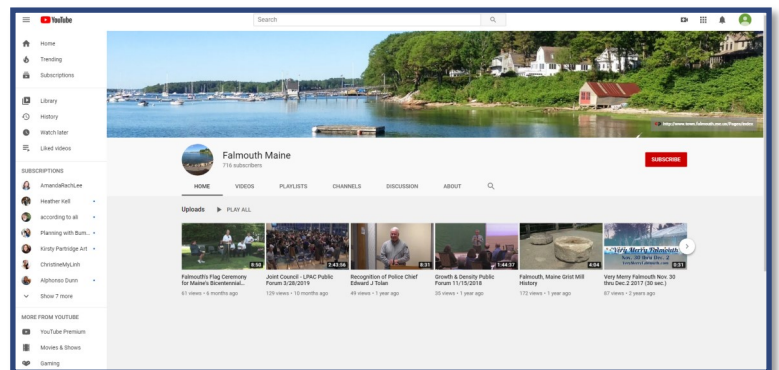 YouTube
Search
Home
Trending
Subscriptions
Library
History
Watch later
Liked videos
SUBSCRIPTIONS
AmandaRachLee
Heather Kell
according to ali
Planning with Bum...
Kirsty Partridge Art
ChristineMyLinh
Alphonso Dunn
Show 7 more
MORE FROM YOUTUBE
YouTube Premium
Movies & Shows
Gaming
Falmouth Maine
716 subscribers
SUBSCRIBE
HOME VIDEOS PLAYLISTS CHANNELS DISCUSSION ABOUT
Uploads PLAY ALL
8:50
Falmouth's Flag Ceremony
for Maine's Bicentennial...
61 views • 6 months ago
2:43:56
Joint Council - LPAC Public
Forum 3/28/2019
129 views • 10 months ago
6:31
Recognition of Police Chief
Edward J Tolan
49 views • 1 year ago
1:44:37
Growth & Density Public
Forum 11/15/2018
35 views • 1 year ago
4:04
Falmouth, Maine Grist Mill
History
172 views • 1 year ago
Very Merry Falmouth
Nov. 30 thru Dec. 2
0:31
Very Merry Falmouth Nov. 30
thru Dec.2 2017 (30 sec.)
87 views • 2 years ago